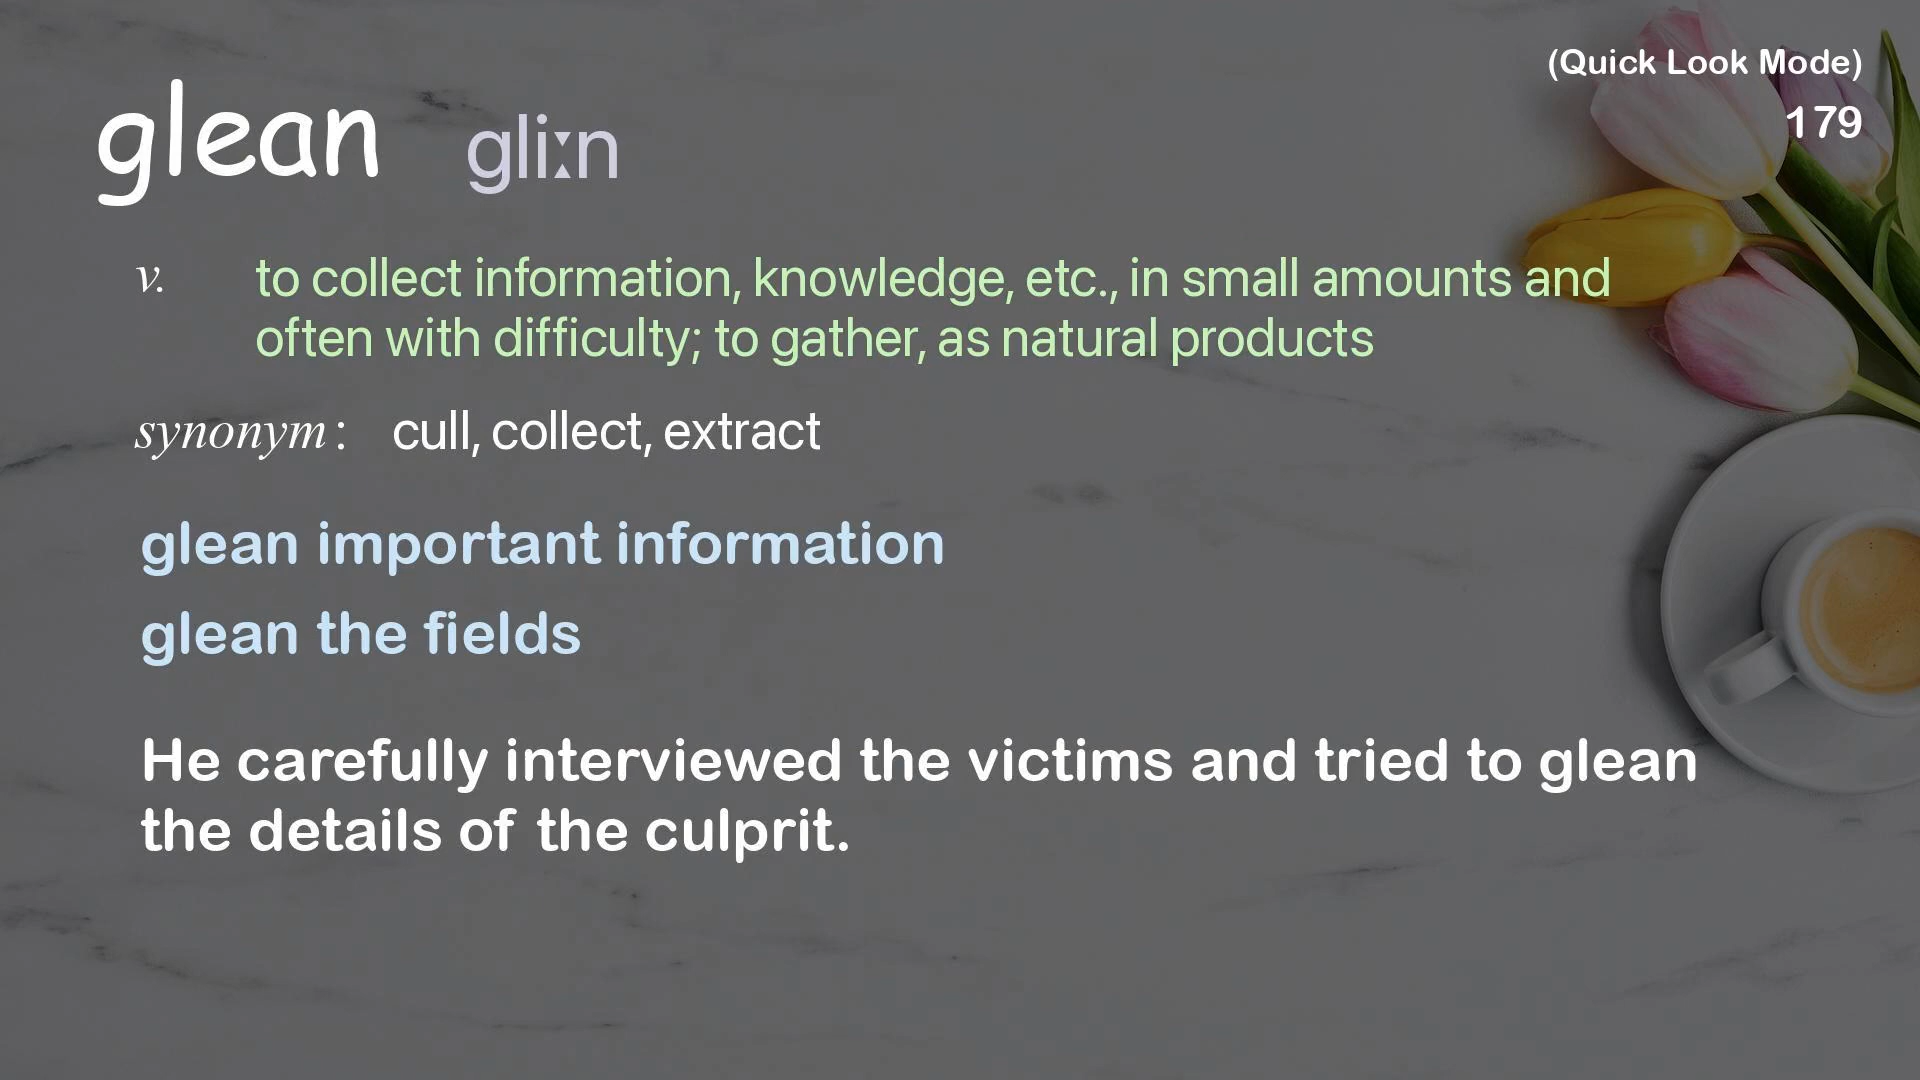 (Quick Look Mode)
179
glean gliːn
v. to collect information, knowledge, etc., in small amounts and
often with difficulty; to gather, as natural products
synonym: cull, collect, extract
glean important information
glean the fields
He carefully interviewed the victims and tried to glean
the details of the culprit.